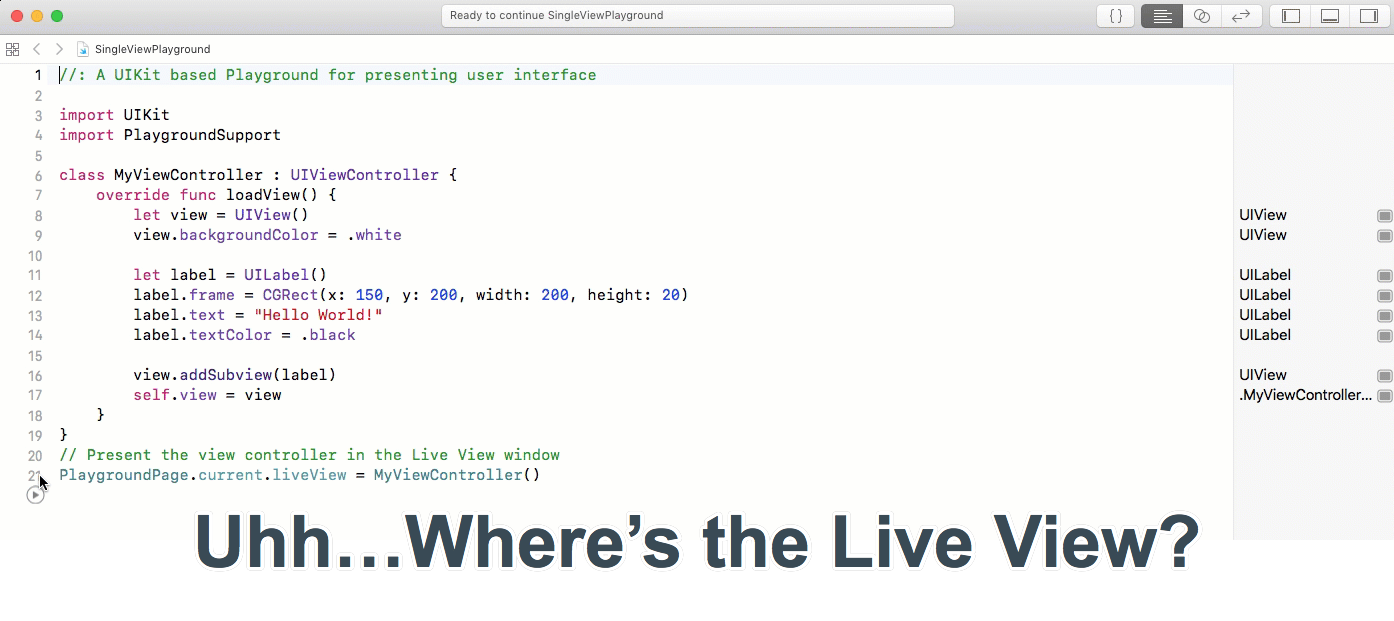 Ready to continue SingleViewPlayground
{}
SingleViewPlayground
1 //: A UIKit based Playground for presenting user interface
2
3 import UIKit
4 import PlaygroundSupport
5
6 class MyViewController : UIViewController {
7 override func loadView() {
8 let view = UIView() UIView
9 view.backgroundColor = .white UIView
10
11 let label = UILabel() UILabel
12 label.frame = CGRect(x: 150, y: 200, width: 200, height: 20) UILabel
13 label.text = "Hello World!" UILabel
14 label.textColor = .black UILabel
15
16 view.addSubview(label) UIView
17 self.view = view .MyViewController...
18 }
19 }
20 // Present the view controller in the Live View window
21 PlaygroundPage.current.liveView = MyViewController()
Uhh...Where’s the Live View?